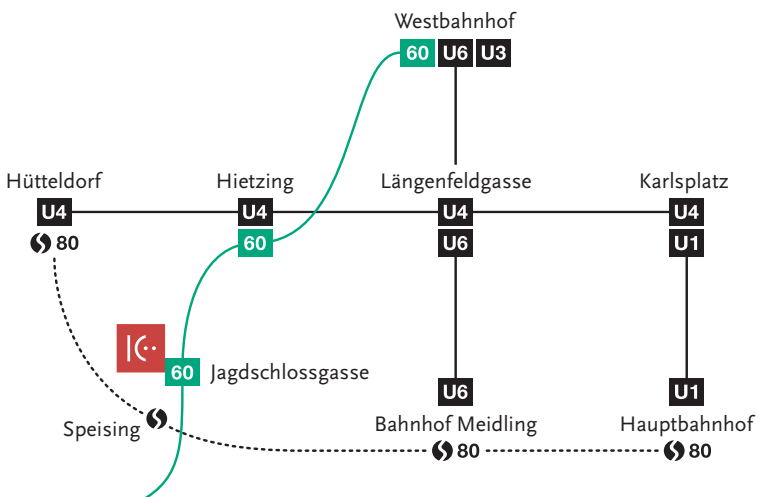 Westbahnhof
60 U6 U3
Hütteldorf
U4
80
Hietzing
U4
60
Längenfeldgasse
U4
U6
Karlsplatz
U4
U1
60 Jagdschlossgasse
Speising
U6
Bahnhof Meidling
80
U1
Hauptbahnhof
80